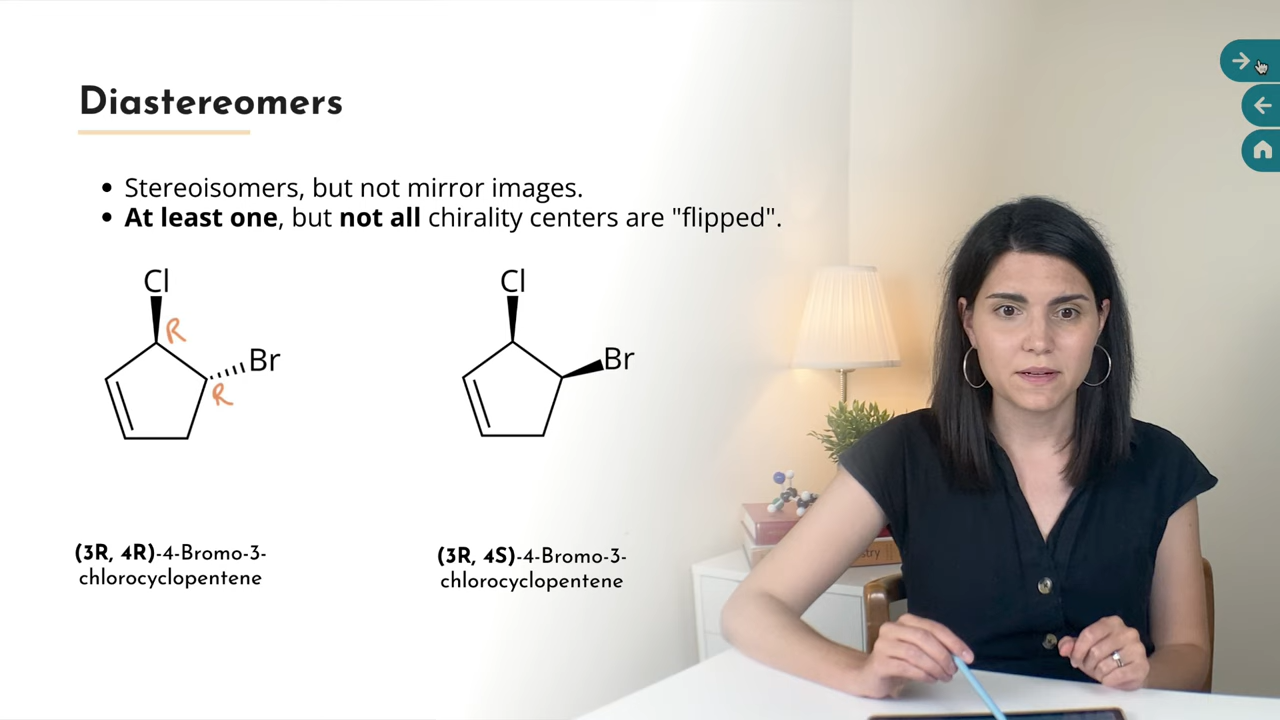 Diastereomers
• Stereoisomers, but not mirror images.
• At least one, but not all chirality centers are "flipped".
Cl
R
Br
R
Cl
Br
(3R, 4R)-4-Bromo-3-
chlorocyclopentene
(3R, 4S)-4-Bromo-3-
chlorocyclopentene